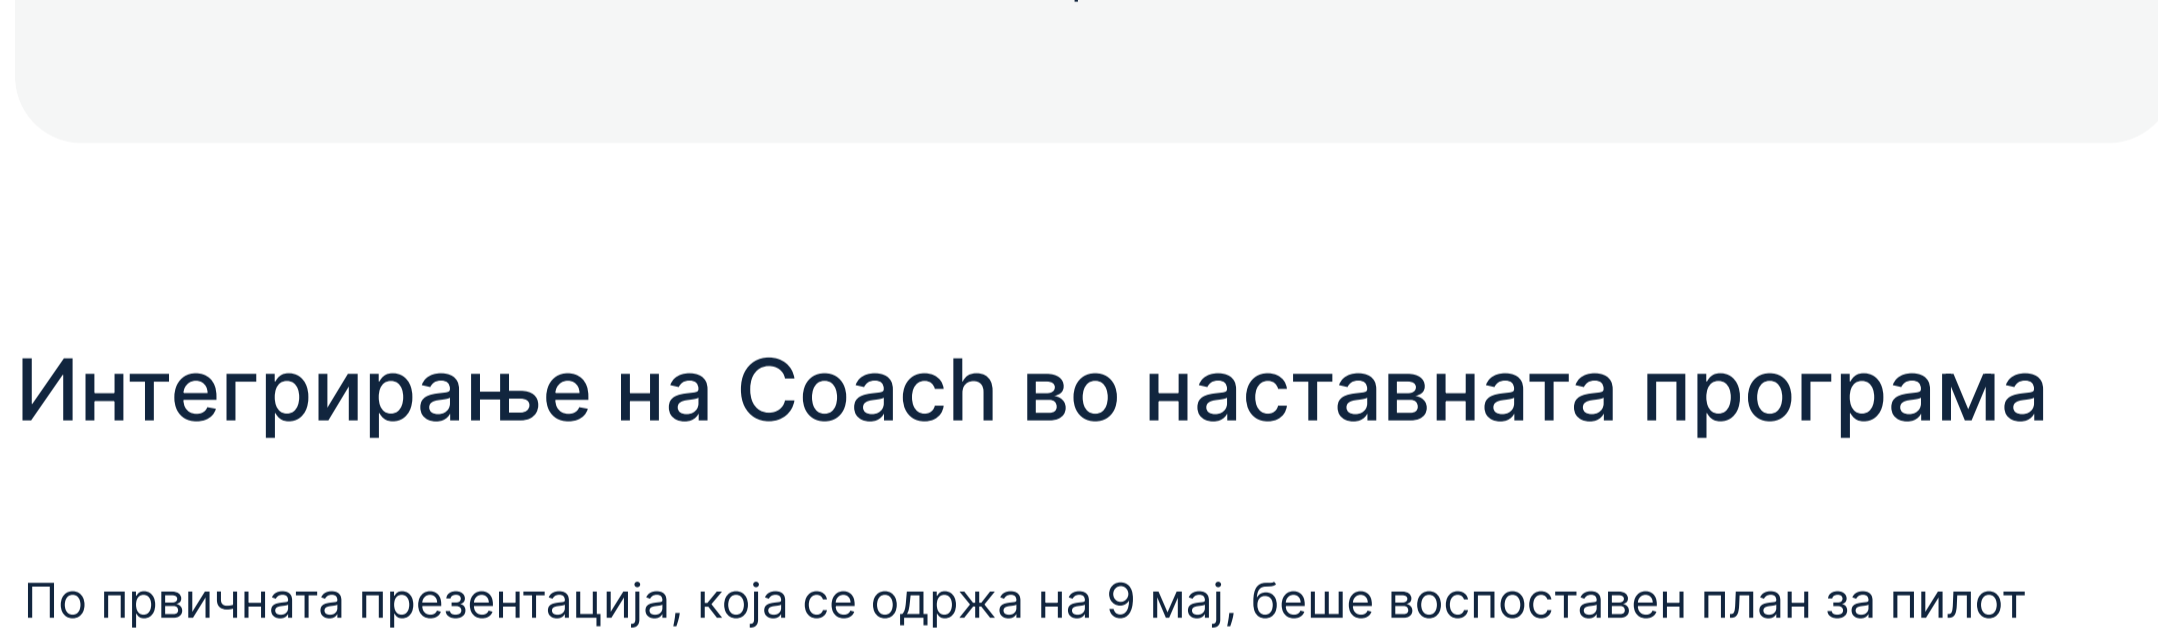 Интегрирање на Coach во наставната програма
По првичната презентација, која се одржа на 9 мај, беше воспоставен план за пилот